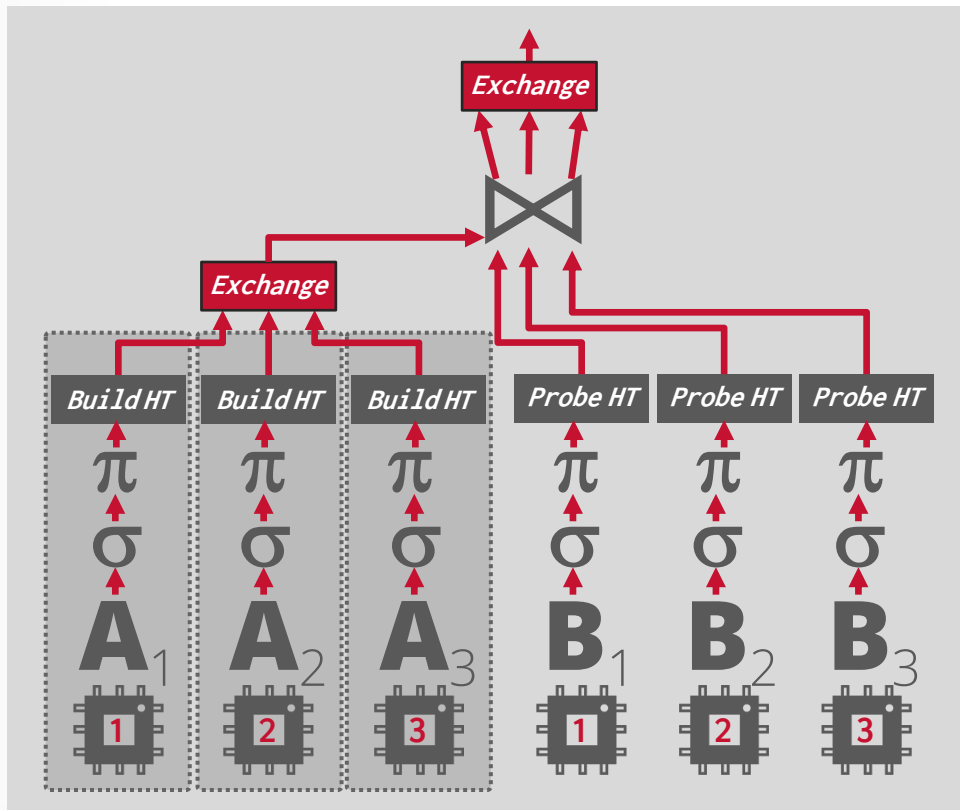 Exchange
Exchange
Build HT
Build HT
Build HT
Probe HT
Probe HT
Probe HT
π π π π π π
σ σ σ σ σ σ
A1 A2 A3 B1 B2 B3
1 2 3 1 2 3